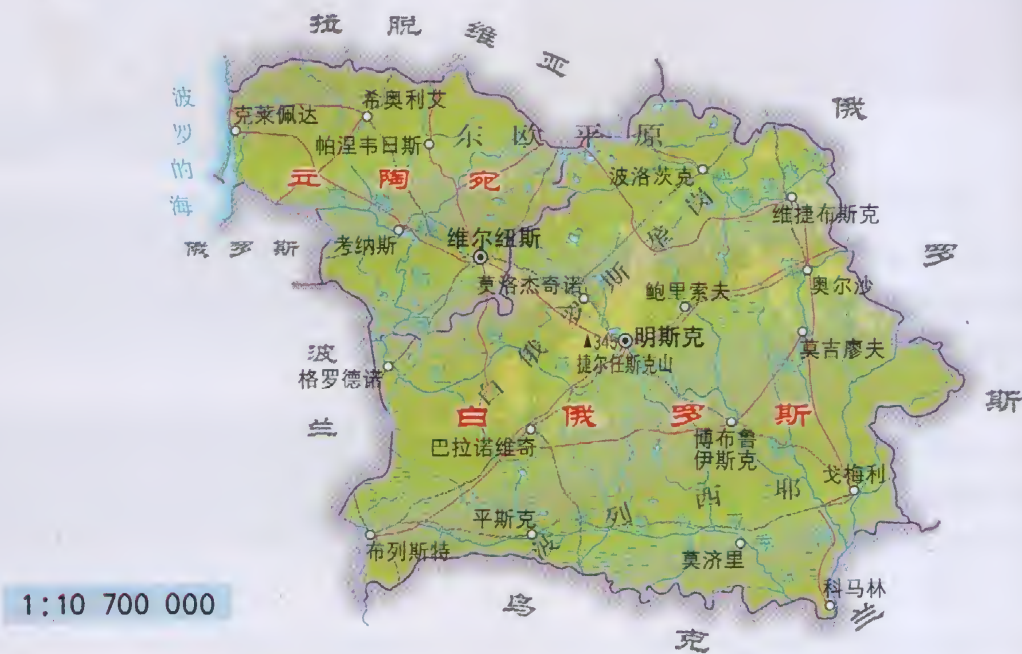 拉脱维亚
俄罗斯
波罗的海
克莱佩达
希奥利艾
帕涅韦日斯
东欧平原
立陶宛
波洛茨克
维捷布斯克
俄罗斯
考纳斯
维尔纽斯
莫洛杰奇诺
鲍里索夫
奥尔沙
▲345
明斯克
捷尔任斯克山
莫吉廖夫
波兰
格罗德诺
白俄罗斯
巴拉诺维奇
博布鲁
伊斯克
戈梅利
平斯克
列西耶
布列斯特
莫济里
科马林
1:10 700 000
乌克兰